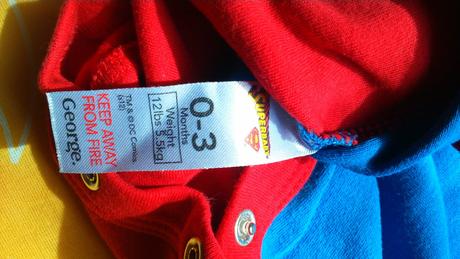 SUPERMAN
0-3
Months
Weight
12lbs 5.5kg
TM & © DC Comics
(s12)
KEEP AWAY
FROM FIRE
George.